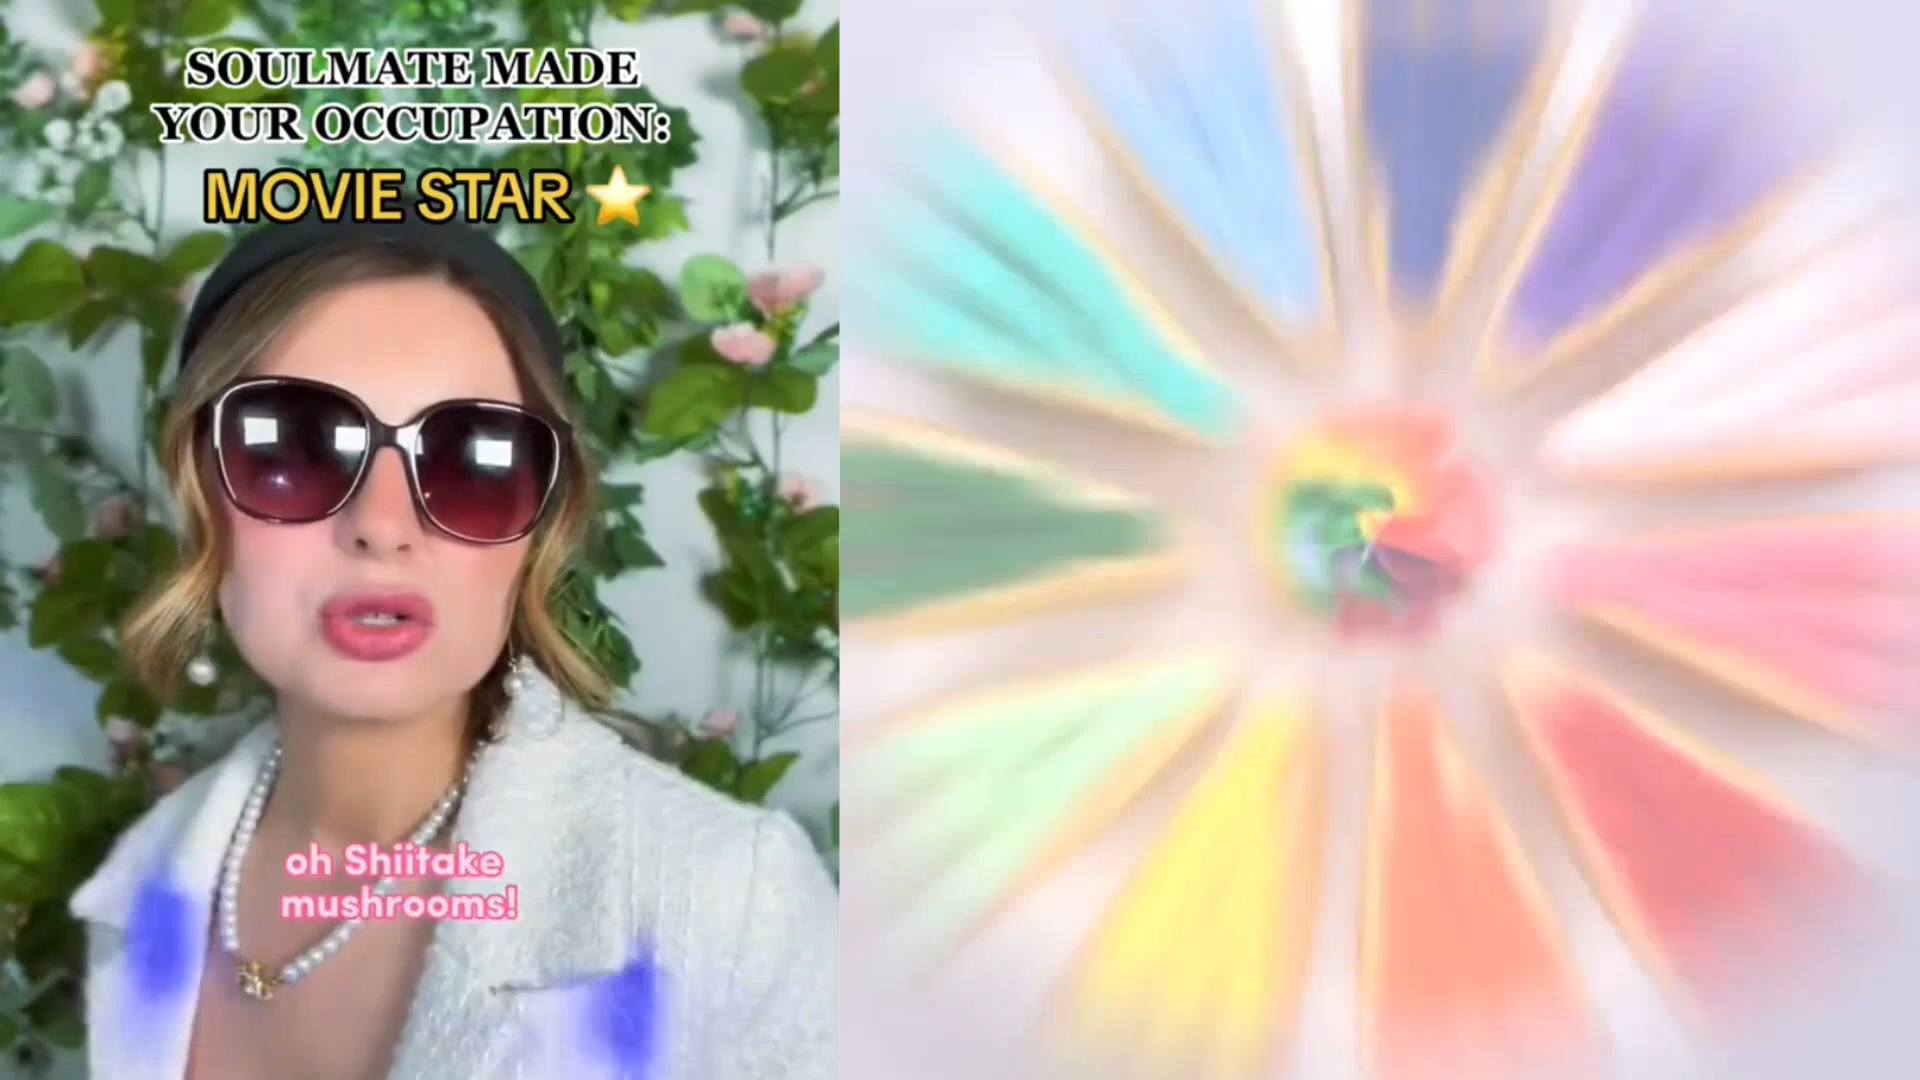 SOULMATE MADE
YOUR OCCUPATION:
MOVIE STAR ⭐
oh Shiitake
mushrooms!